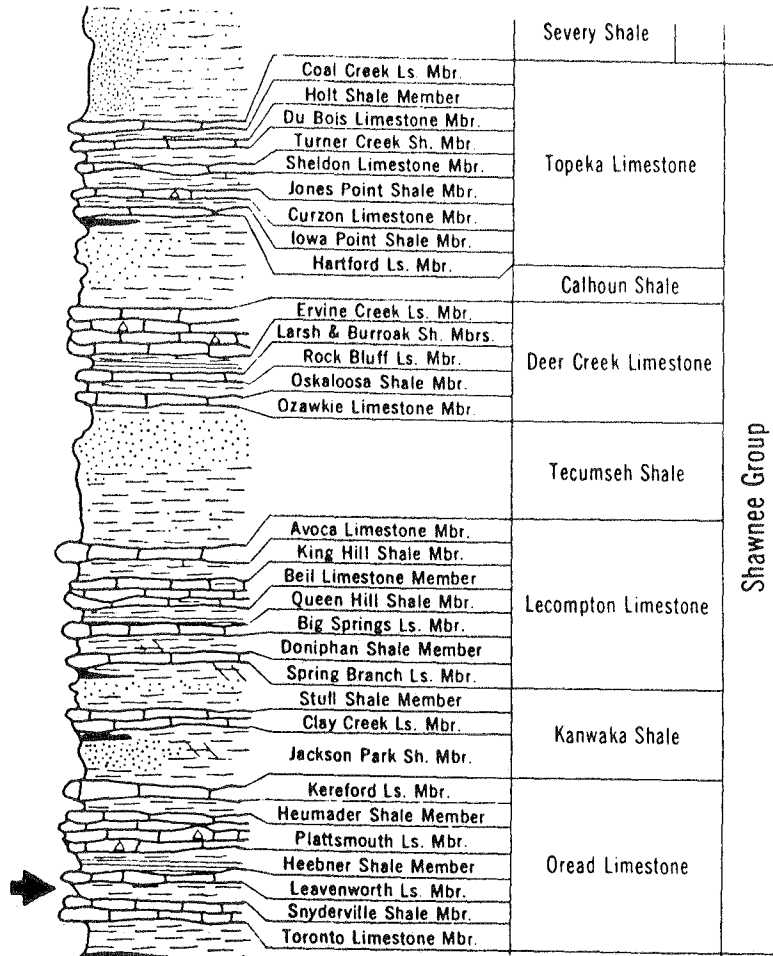 Severy Shale
Coal Creek Ls. Mbr.
Holt Shale Member
Du Bois Limestone Mbr.
Turner Creek Sh. Mbr.
Sheldon Limestone Mbr.
Jones Point Shale Mbr.
Curzon Limestone Mbr.
Iowa Point Shale Mbr.
Hartford Ls. Mbr.
Topeka Limestone
Calhoun Shale
Ervine Creek Ls. Mbr.
Larsh & Burroak Sh. Mbrs.
Rock Bluff Ls. Mbr.
Oskaloosa Shale Mbr.
Ozawkie Limestone Mbr.
Deer Creek Limestone
Tecumseh Shale
Avoca Limestone Mbr.
King Hill Shale Mbr.
Beil Limestone Member
Queen Hill Shale Mbr.
Big Springs Ls. Mbr.
Doniphan Shale Member
Spring Branch Ls. Mbr.
Lecompton Limestone
Stull Shale Member
Clay Creek Ls. Mbr.
Jackson Park Sh. Mbr.
Kanwaka Shale
Kereford Ls. Mbr.
Heumader Shale Member
Plattsmouth Ls. Mbr.
Heebner Shale Member
Leavenworth Ls. Mbr.
Snyderville Shale Mbr.
Toronto Limestone Mbr.
Oread Limestone
Shawnee Group